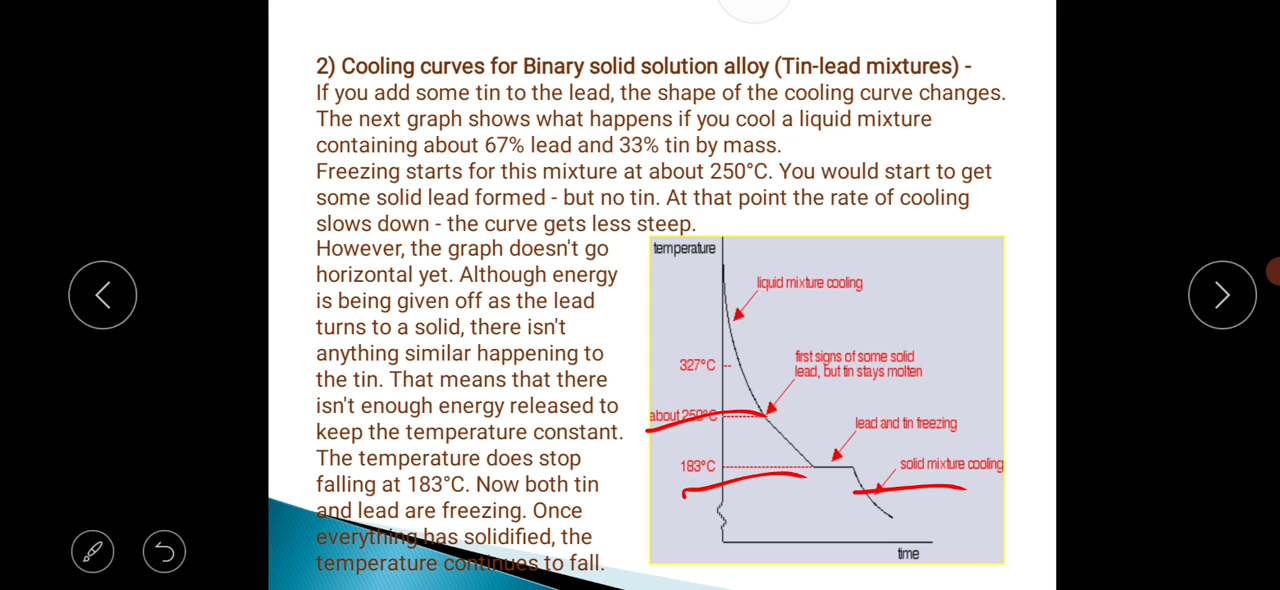 2) Cooling curves for Binary solid solution alloy (Tin-lead mixtures) -
If you add some tin to the lead, the shape of the cooling curve changes.
The next graph shows what happens if you cool a liquid mixture
containing about 67% lead and 33% tin by mass.
Freezing starts for this mixture at about 250°C. You would start to get
some solid lead formed - but no tin. At that point the rate of cooling
slows down - the curve gets less steep.
However, the graph doesn't go
horizontal yet. Although energy
is being given off as the lead
turns to a solid, there isn't
anything similar happening to
the tin. That means that there
isn't enough energy released to
keep the temperature constant.
The temperature does stop
falling at 183°C. Now both tin
and lead are freezing. Once
everything has solidified, the
temperature continues to fall.
temperature
liquid mixture cooling
327°C
first signs of some solid
lead, but tin stays molten
about 250°C
lead and tin freezing
183°C
solid mixture cooling
time